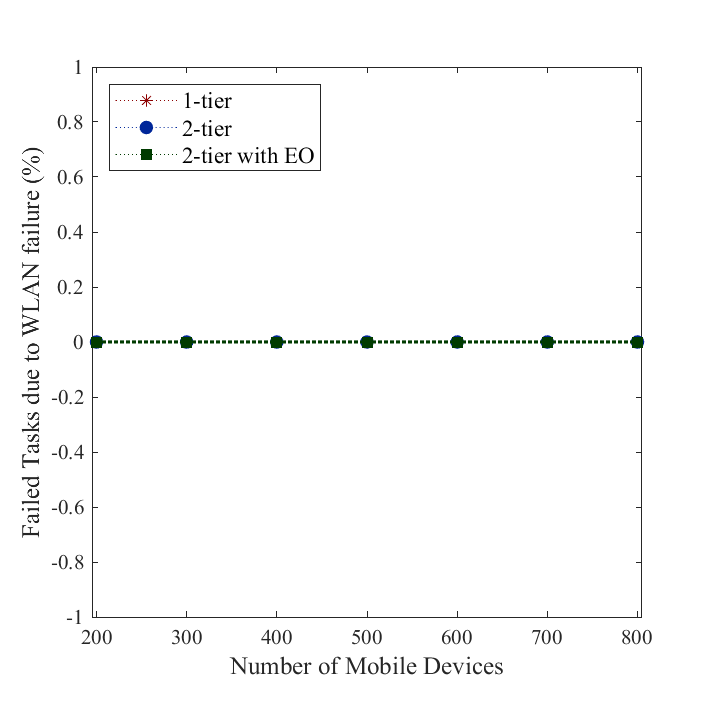 1
0.8
0.6
0.4
0.2
0
-0.2
-0.4
-0.6
-0.8
-1
Failed Tasks due to WLAN failure (%)
1-tier
2-tier
2-tier with EO
200 300 400 500 600 700 800
Number of Mobile Devices